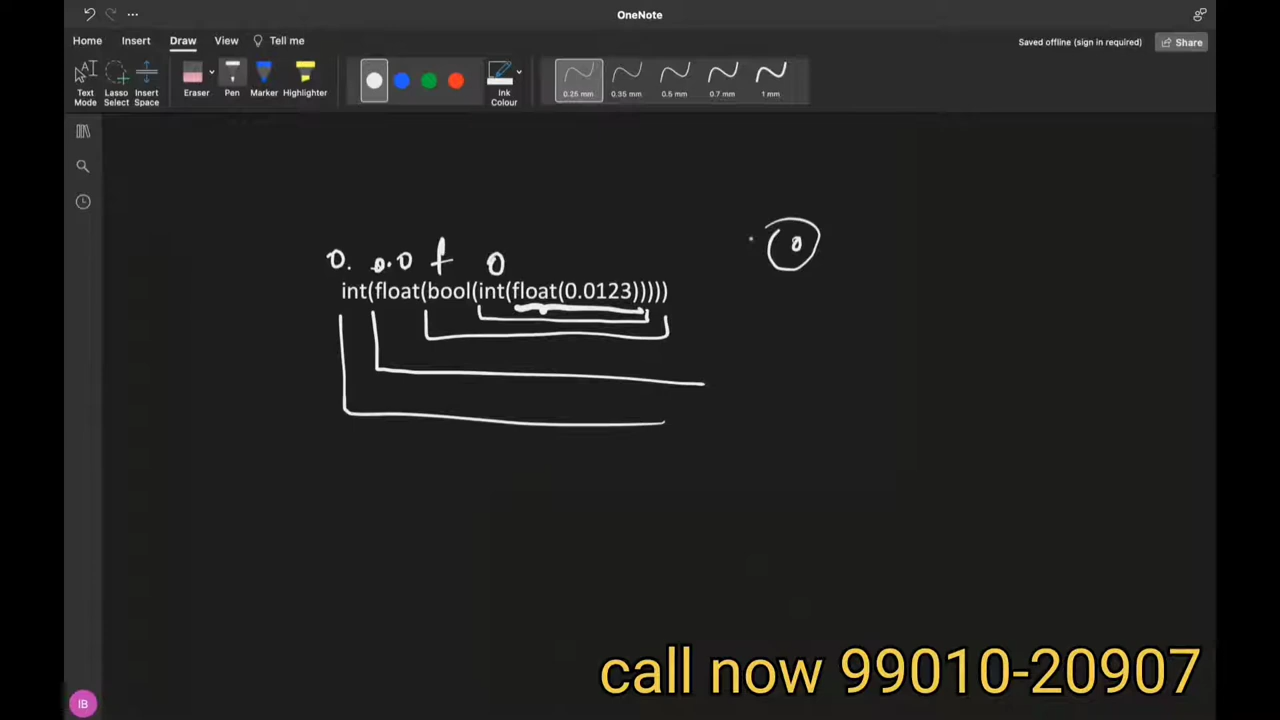 OneNote
Home Insert Draw View Tell me
Saved offline (sign in required) Share
Text Mode Lasso Select Insert Space Eraser Pen Marker Highlighter Ink Colour 0.25 mm 0.35 mm 0.5 mm 0.7 mm 1 mm
0
0. 0.0 f 0
int(float(bool(int(float(0.0123)))))
call now 99010-20907
IB